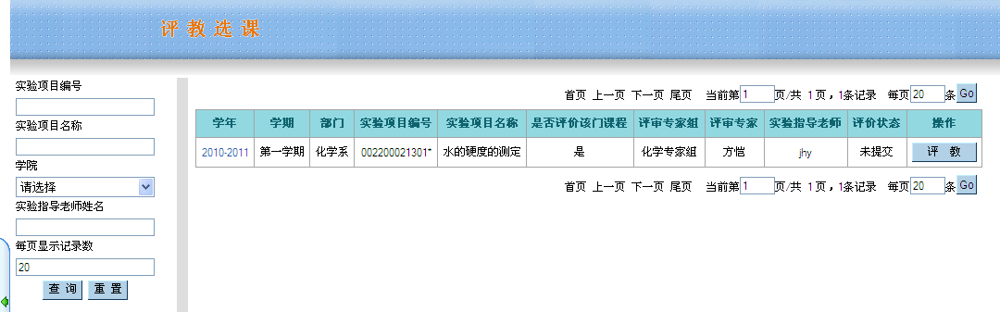 评教选课
实验项目编号
实验项目名称
学院
请选择
实验指导老师姓名
每页显示记录数
20
查 询 重 置
首页 上一页 下一页 尾页 当前第1页/共 1页，1条记录 每页20条Go
学年 学期 部门 实验项目编号 实验项目名称 是否评价该门课程 评审专家组 评审专家 实验指导老师 评价状态 操作
2010-2011 第一学期 化学系 002200021301* 水的硬度的测定 是 化学专家组 方恺 jhy 未提交 评 教
首页 上一页 下一页 尾页 当前第1页/共 1页，1条记录 每页20条Go